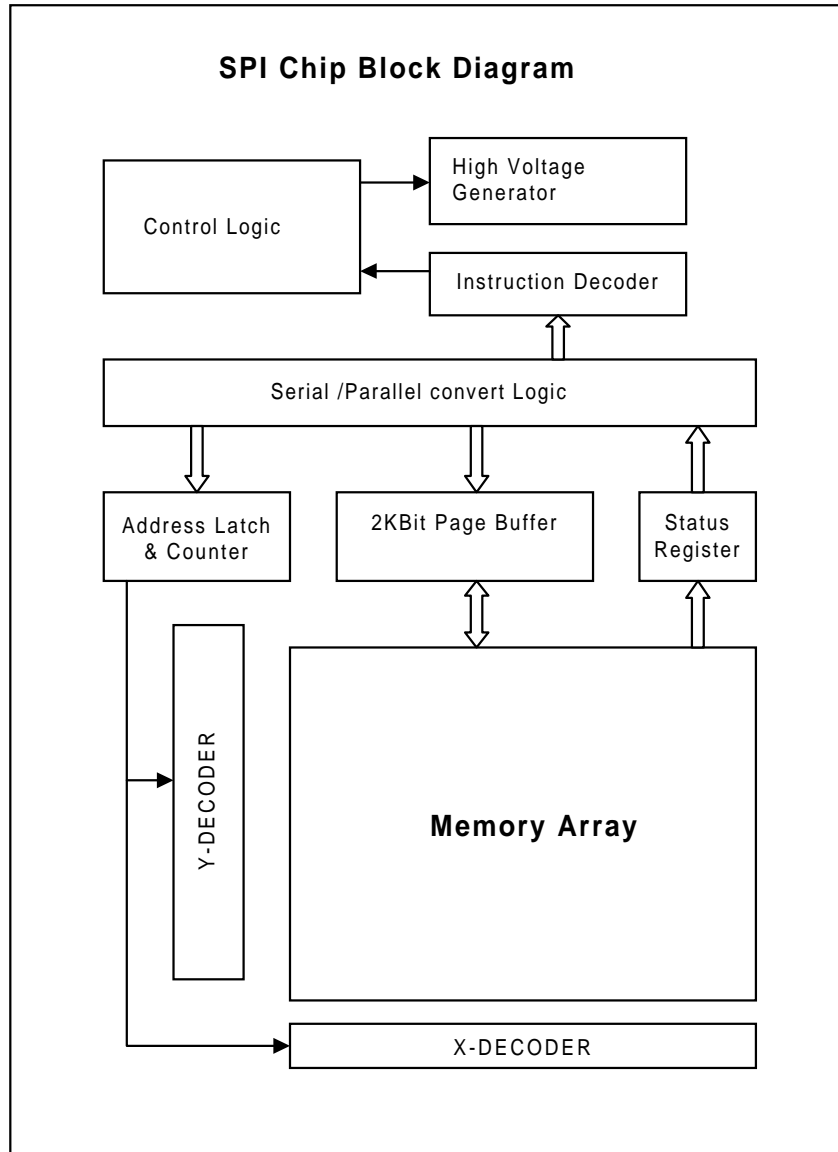 SPI Chip Block Diagram
High Voltage
Generator
Control Logic
Instruction Decoder
Serial /Parallel convert Logic
Address Latch
& Counter
2KBit Page Buffer
Status
Register
Y-DECODER
Memory Array
X-DECODER